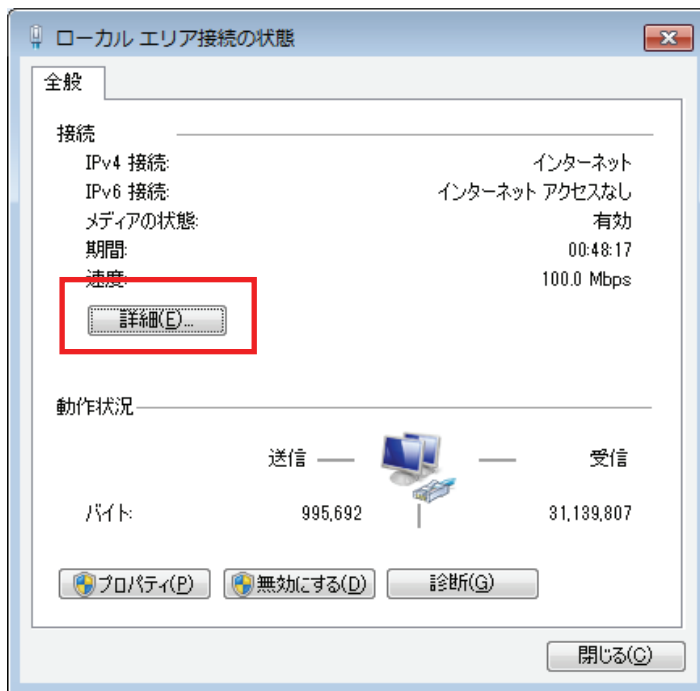 ローカル エリア接続の状態
全般
接続
IPv4 接続: インターネット
IPv6 接続: インターネット アクセスなし
メディアの状態: 有効
期間: 00:48:17
速度: 100.0 Mbps
詳細(E)...
動作状況
送信 受信
バイト: 995,692 31,139,807
プロパティ(P) 無効にする(D) 診断(G)
閉じる(C)